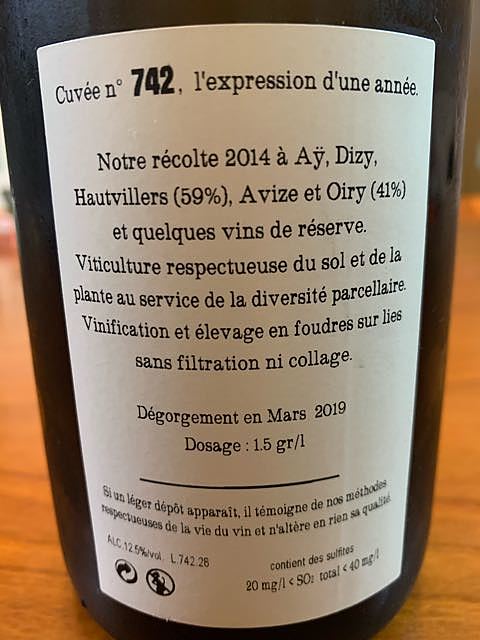 Cuvée n° 742, l'expression d'une année.
Notre récolte 2014 à Aÿ, Dizy,
Hautvillers (59%), Avize et Oiry (41%)
et quelques vins de réserve.
Viticulture respectueuse du sol et de la
plante au service de la diversité parcellaire.
Vinification et élevage en foudres sur lies
sans filtration ni collage.
Dégorgement en Mars 2019
Dosage : 1.5 gr/l
Si un léger dépôt apparaît, il témoigne de nos méthodes
respectueuses de la vie du vin et n'altère en rien sa qualité.
ALC.12.5%/vol. L.742.28
contient des sulfites
20 mg/l < SO₂ total < 40 mg/l